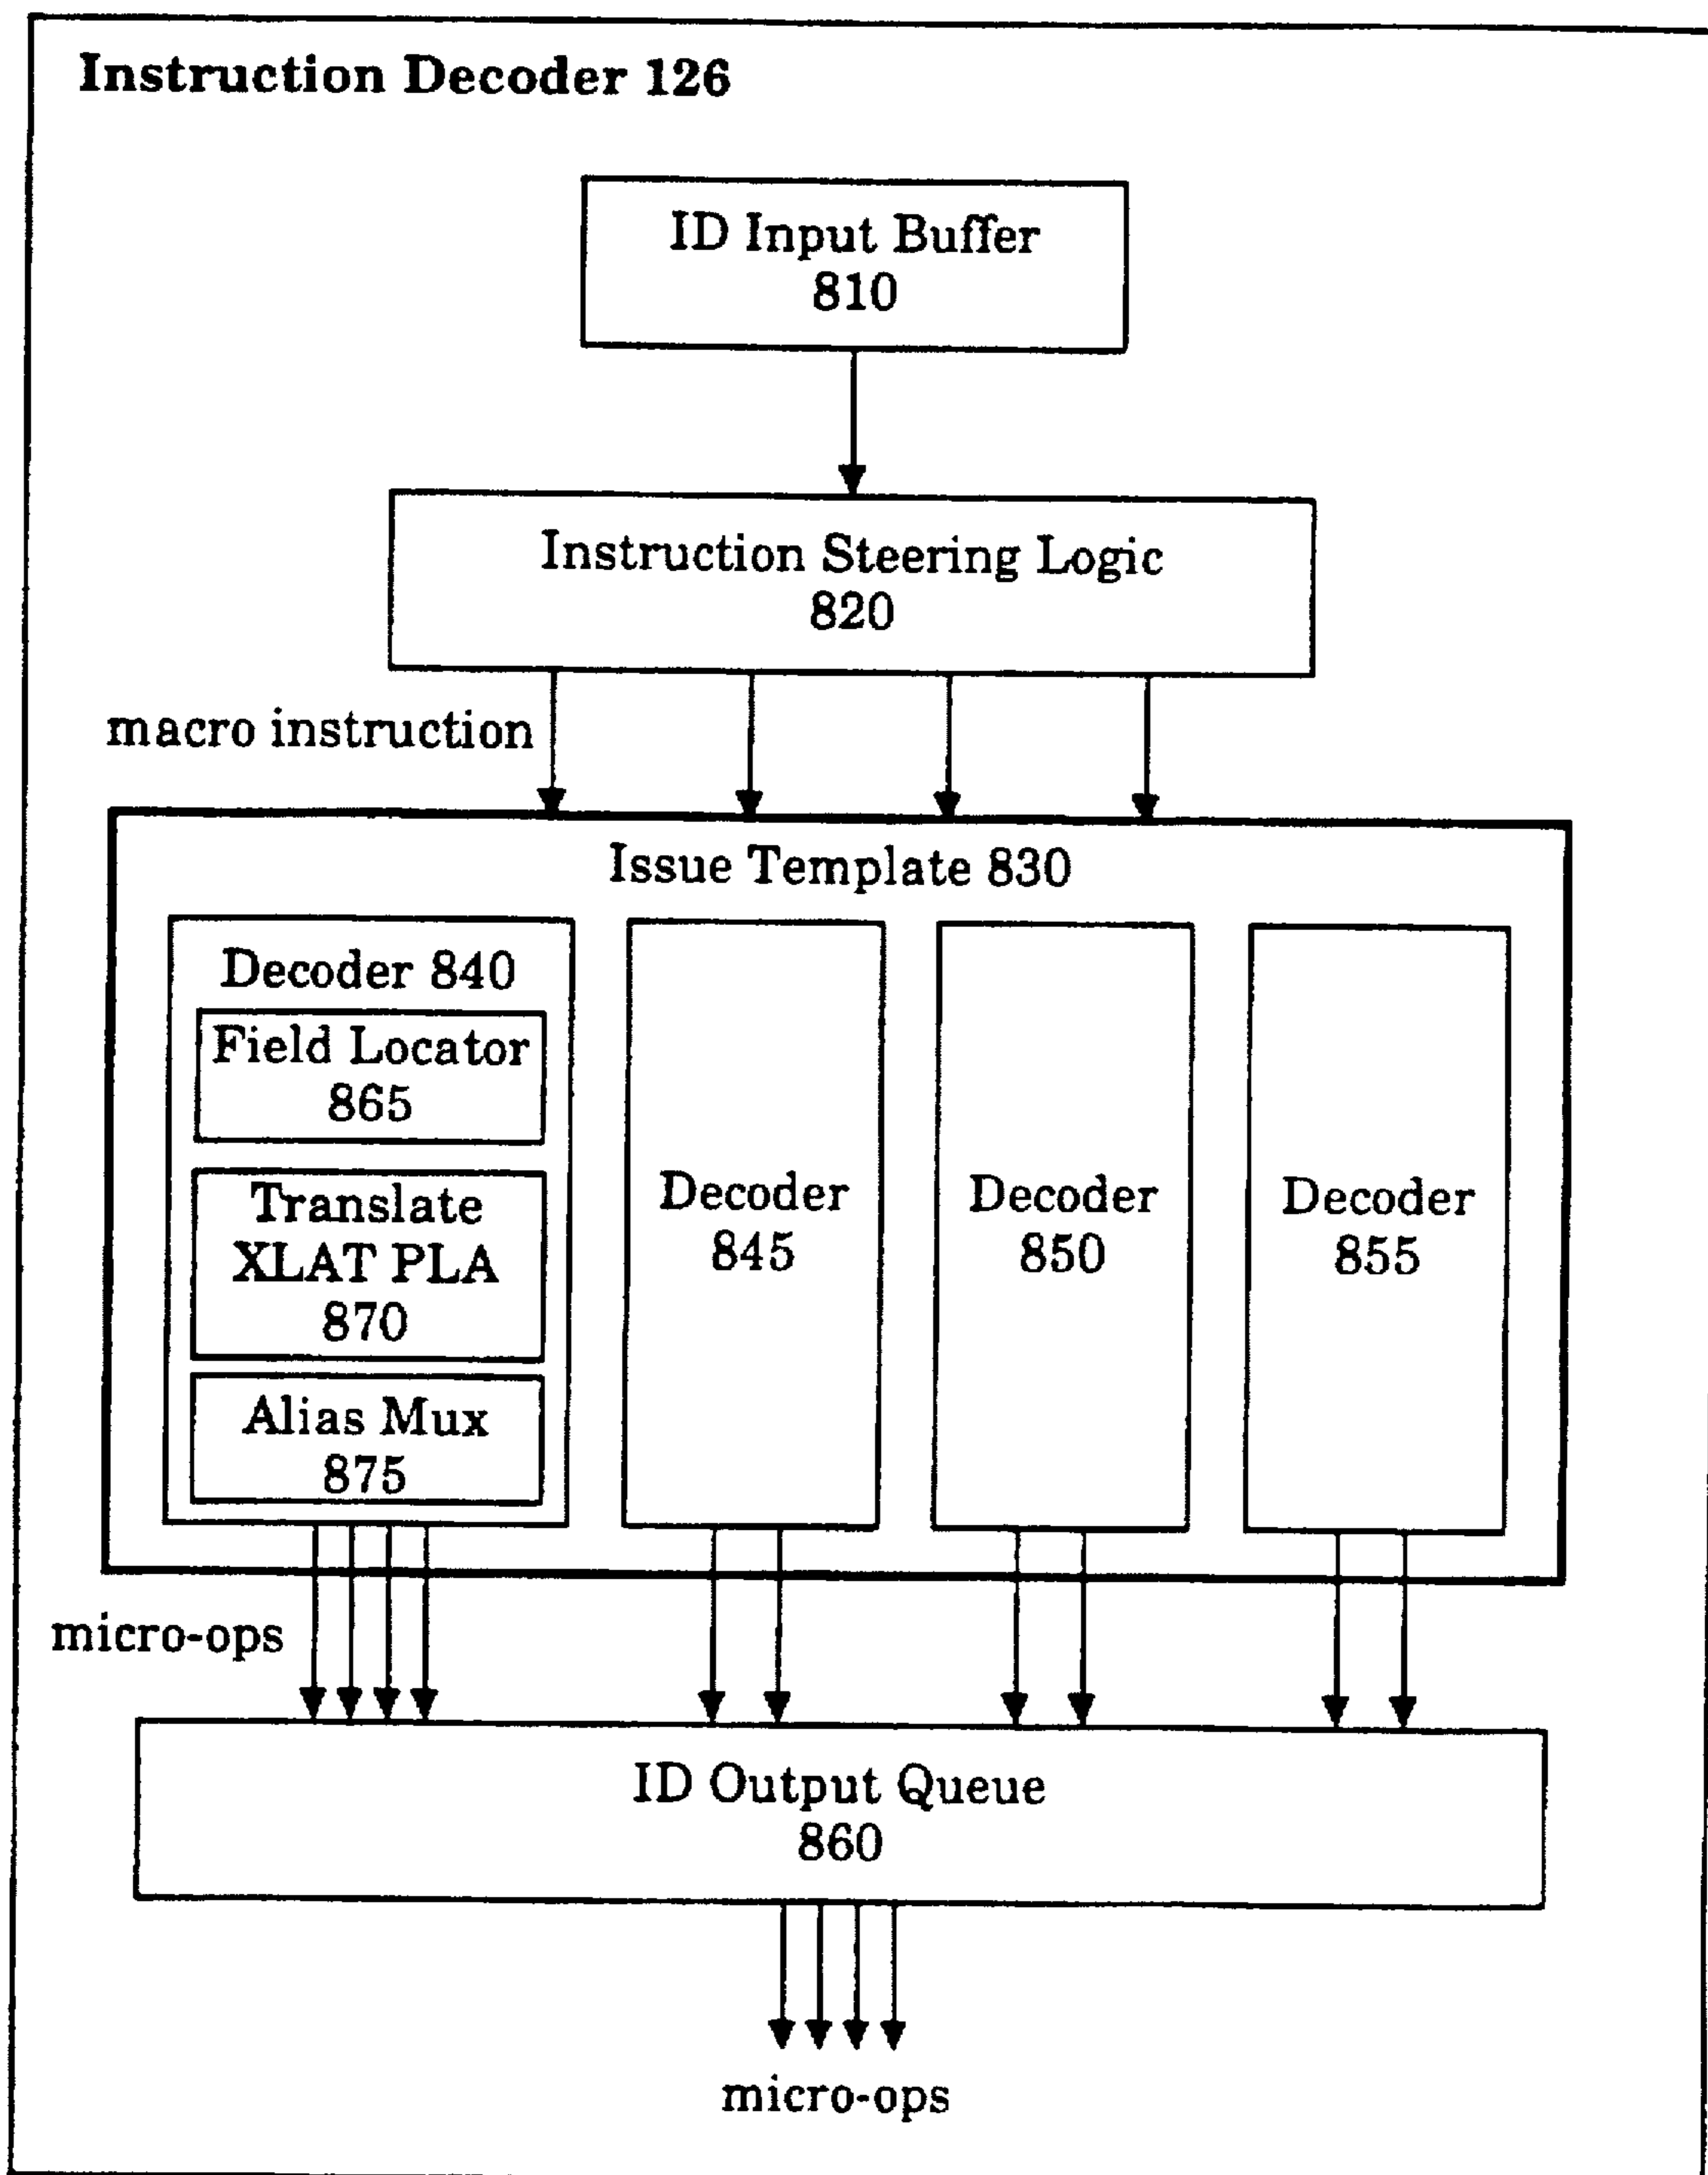 Instruction Decoder 126
ID Input Buffer
810
Instruction Steering Logic
820
macro instruction
Issue Template 830
Decoder 840
Field Locator
865
Translate
XLAT PLA
870
Alias Mux
875
Decoder
845
Decoder
850
Decoder
855
micro-ops
ID Output Queue
860
micro-ops